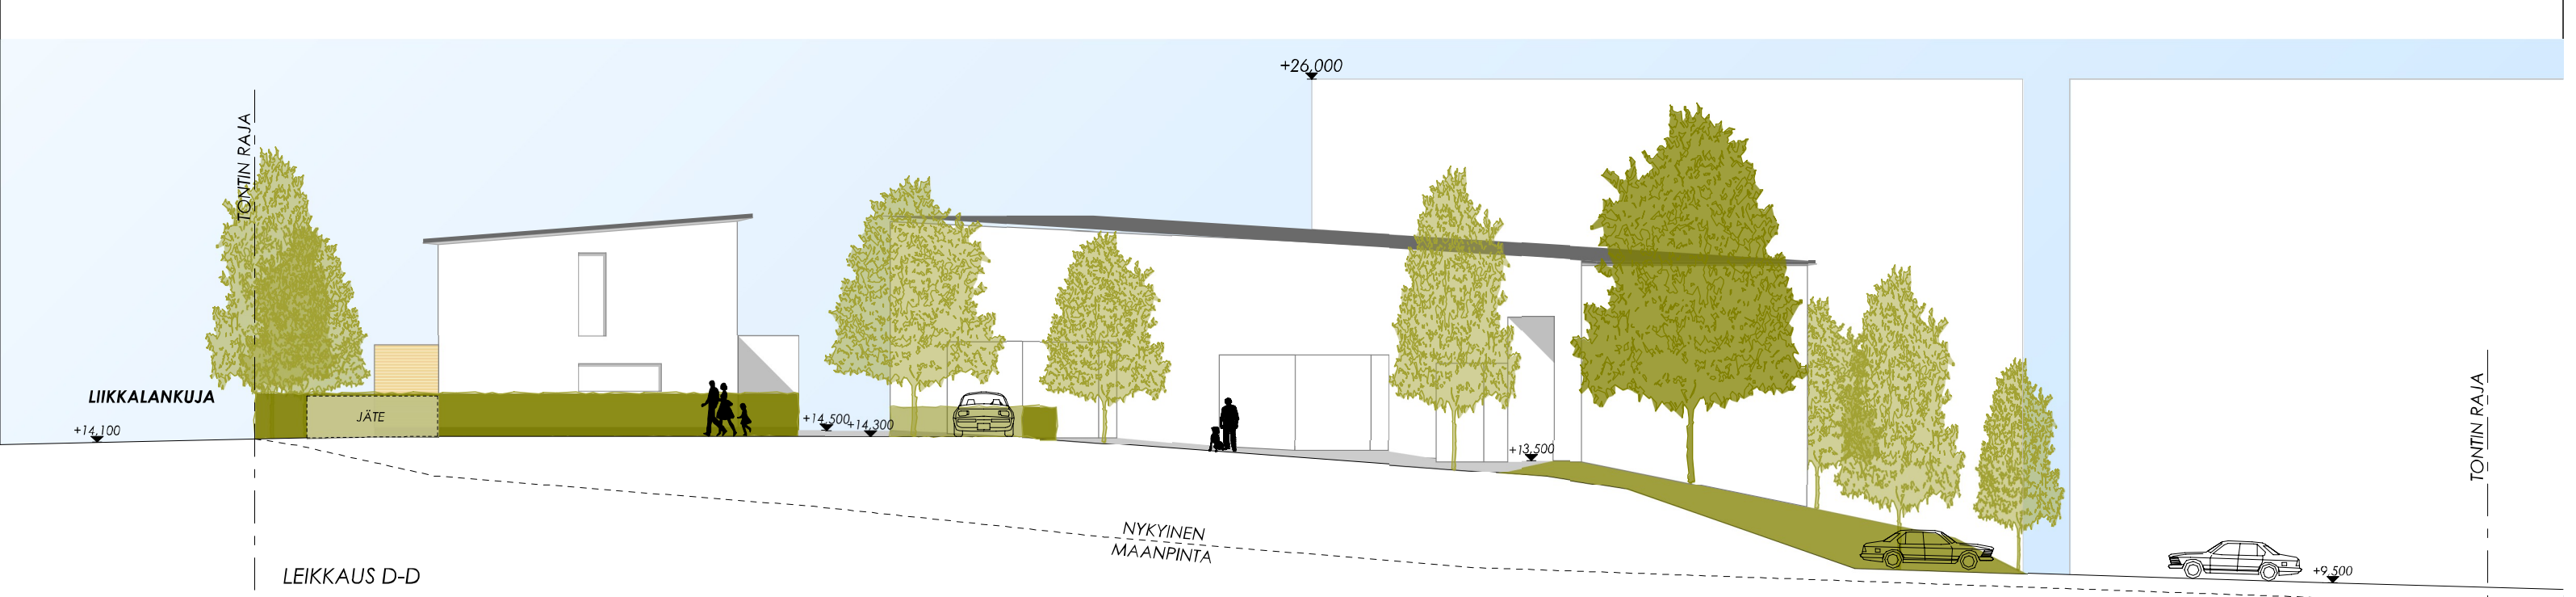 +26,000
TONTIN RAJA
LIIKKALANKUJA
JÄTE
+14,100
+14,500
+14,300
+13,500
TONTIN RAJA
NYKYINEN
MAANPINTA
LEIKKAUS D-D
+9,500